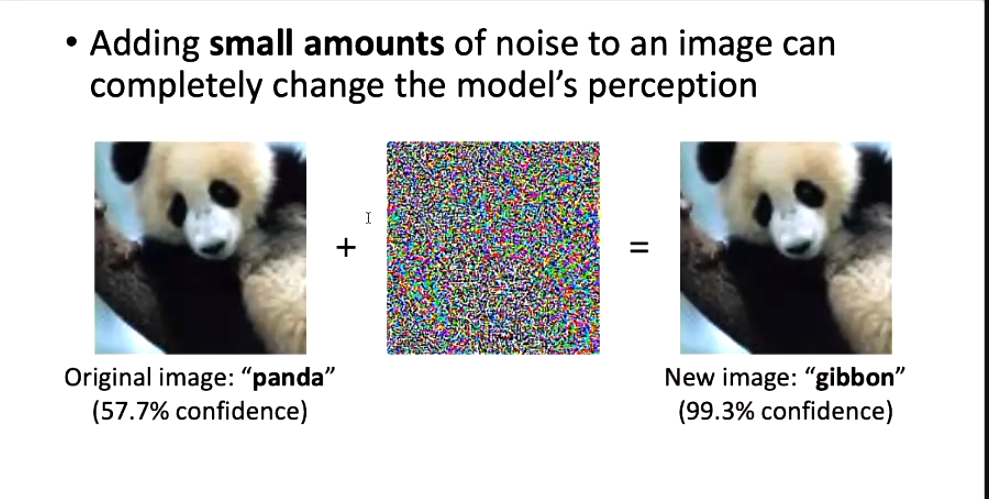 • Adding small amounts of noise to an image can
completely change the model’s perception
+
=
Original image: “panda”
(57.7% confidence)
New image: “gibbon”
(99.3% confidence)